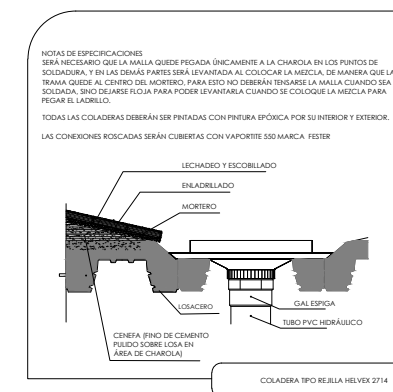 NOTAS DE ESPECIFICACIONES
SERÁ NECESARIO QUE LA MALLA QUEDE PEGADA ÚNICAMENTE A LA CHAROLA EN LOS PUNTOS DE
SOLDADURA, Y EN LAS DEMÁS PARTES SERÁ LEVANTADA AL COLOCAR LA MEZCLA, DE MANERA QUE LA
TRAMA QUEDE AL CENTRO DEL MORTERO, PARA ESTO NO DEBERÁN TENSARSE LA MALLA CUANDO SEA
SOLDADA, SINO DEJARSE FLOJA PARA PODER LEVANTARLA CUANDO SE COLOQUE LA MEZCLA PARA
PEGAR EL LADRILLO.
TODAS LAS COLADERAS DEBERÁN SER PINTADAS CON PINTURA EPÓXICA POR SU INTERIOR Y EXTERIOR.
LAS CONEXIONES ROSCADAS SERÁN CUBIERTAS CON VAPORTITE 550 MARCA FESTER
LECHADEO Y ESCOBILLADO
ENLADRILLADO
MORTERO
LOSACERO
GAL ESPIGA
TUBO PVC HIDRÁULICO
CENEFA (FINO DE CEMENTO
PULIDO SOBRE LOSA EN
ÁREA DE CHAROLA)
COLADERA TIPO REJILLA HELVEX 2714